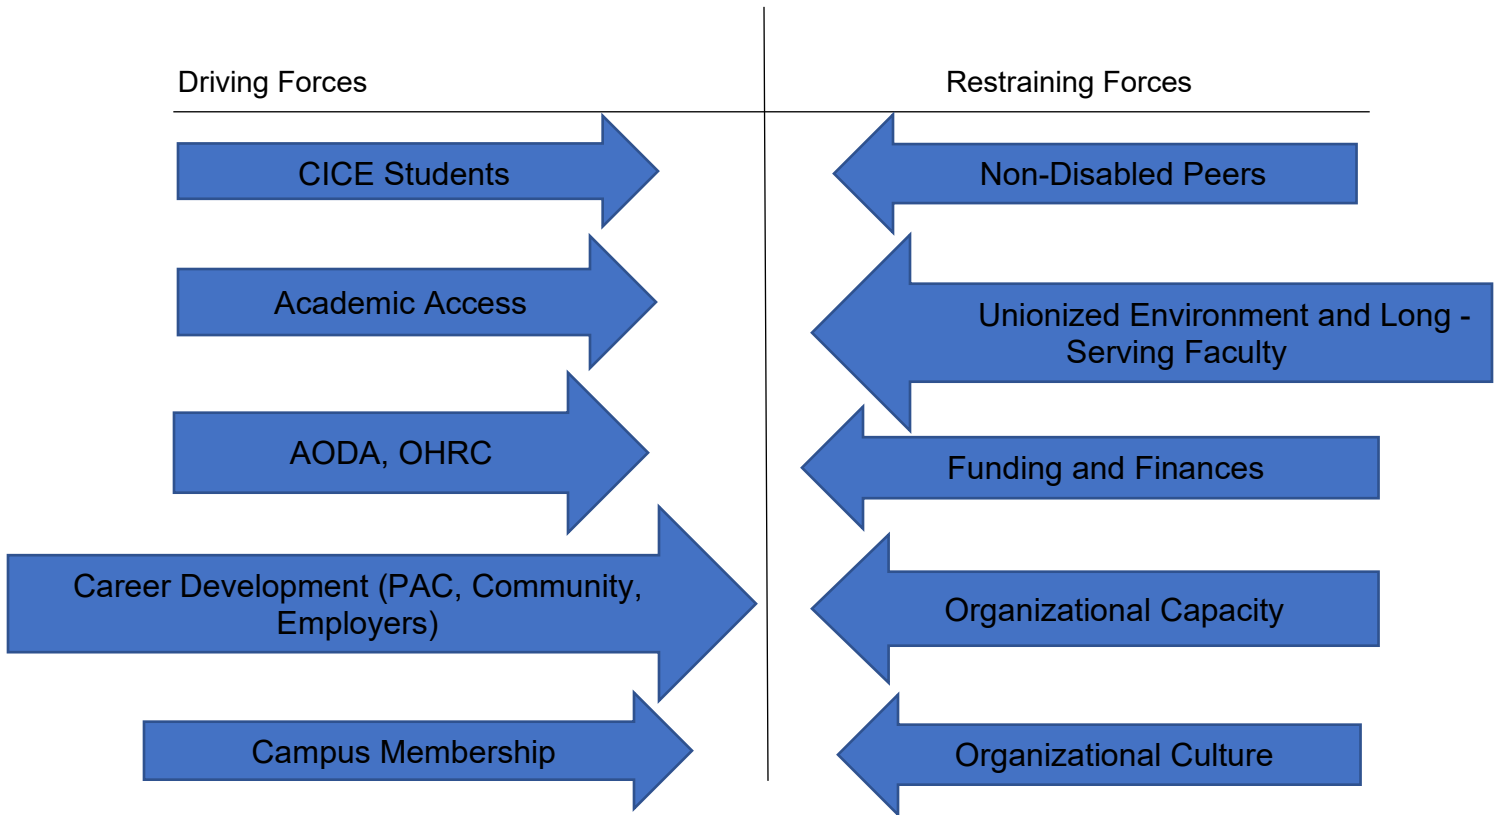 Driving Forces
Restraining Forces
CICE Students
Non-Disabled Peers
Academic Access
Unionized Environment and Long -
Serving Faculty
AODA, OHRC
Funding and Finances
Career Development (PAC, Community,
Employers)
Organizational Capacity
Campus Membership
Organizational Culture